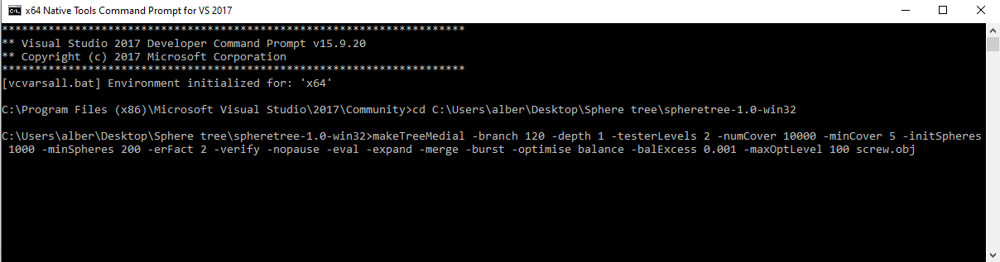 x64 Native Tools Command Prompt for VS 2017
**********************************************************************
** Visual Studio 2017 Developer Command Prompt v15.9.20
** Copyright (c) 2017 Microsoft Corporation
**********************************************************************
[vcvarsall.bat] Environment initialized for: 'x64'
C:\Program Files (x86)\Microsoft Visual Studio\2017\Community>cd C:\Users\alber\Desktop\Sphere tree\spheretree-1.0-win32
C:\Users\alber\Desktop\Sphere tree\spheretree-1.0-win32>makeTreeMedial -branch 120 -depth 1 -testerLevels 2 -numCover 10000 -minCover 5 -initSpheres
1000 -minSpheres 200 -erFact 2 -verify -nopause -eval -expand -merge -burst -optimise balance -balExcess 0.001 -maxOptLevel 100 screw.obj